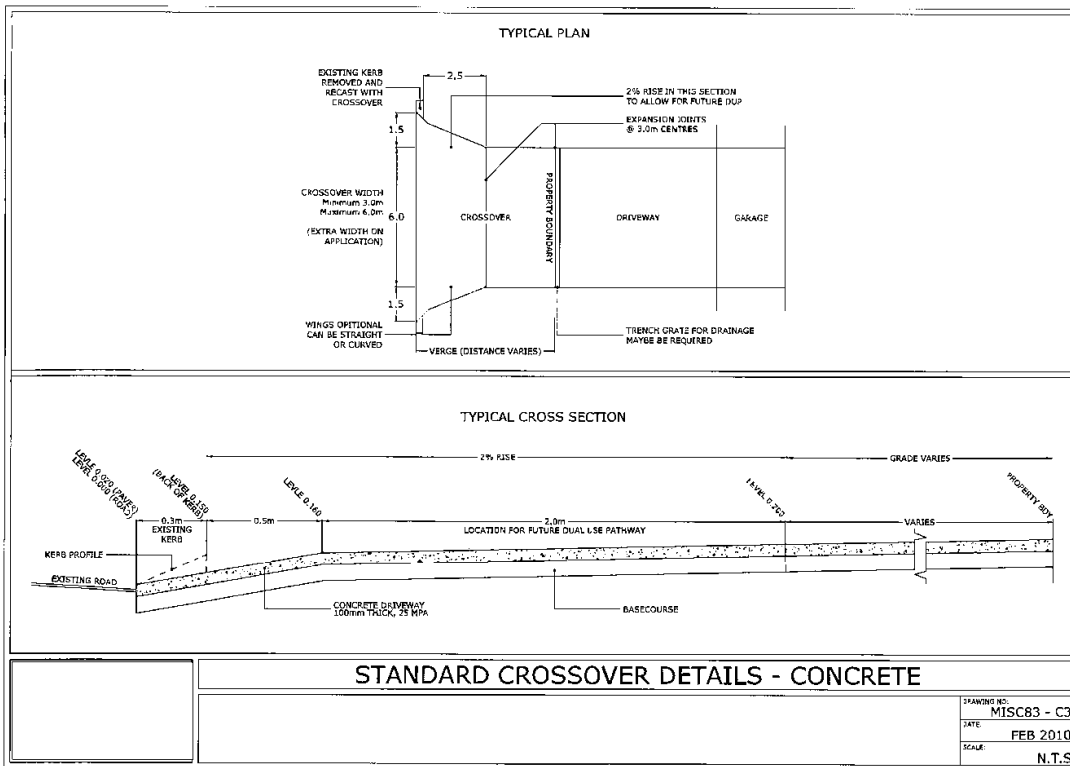 TYPICAL PLAN
EXISTING KERB
REMOVED AND
RECAST WITH
CROSSOVER
2,5
2% RISE IN THIS SECTION
TO ALLOW FOR FUTURE DUP
EXPANSION JOINTS
@ 3.0m CENTRES
1.5
CROSSOVER WIDTH
Minimum 3.0m
Maximum 6.0m
(EXTRA WIDTH ON
APPLICATION)
6.0
CROSSOVER
PROPERTY BOUNDARY
DRIVEWAY
GARAGE
1.5
WINGS OPITIONAL
CAN BE STRAIGHT
OR CURVED
VERGE (DISTANCE VARIES)
TRENCH GRATE FOR DRAINAGE
MAYBE BE REQUIRED
TYPICAL CROSS SECTION
LEVLE 0.020 (PAVER)
LEVEL 0.000 (ROAD)
LEVEL 0.150
(BACK OF KERB)
LEVLE 0.160
2% RISE
LEVEL 0.200
GRADE VARIES
PROPERTY BDY
0.3m
EXISTING
KERB
0.5m
2.0m
LOCATION FOR FUTURE DUAL USE PATHWAY
VARIES
KERB PROFILE
EXISTING ROAD
CONCRETE DRIVEWAY
100mm THICK, 25 MPA
BASECOURSE
STANDARD CROSSOVER DETAILS - CONCRETE
DRAWING NO:
MISC83 - C3
DATE:
FEB 2010
SCALE:
N.T.S